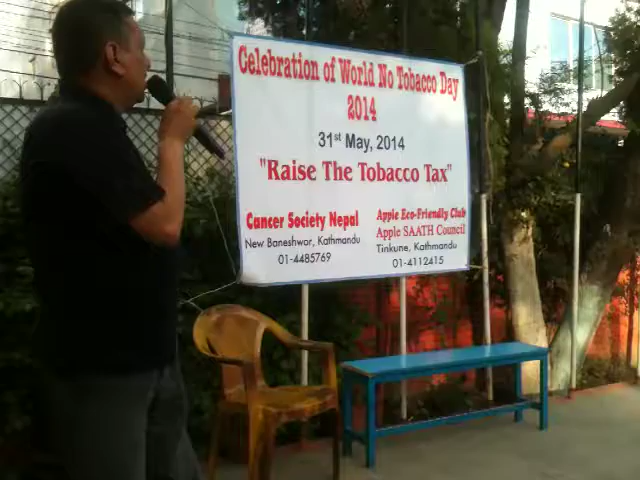 Celebration of World No Tobacco Day
2014
31st May, 2014
"Raise The Tobacco Tax"
Cancer Society Nepal
New Baneshwor, Kathmandu
01-4485769
Apple Eco-Friendly Club
Apple SAATH Council
Tinkune, Kathmandu
01-4112415